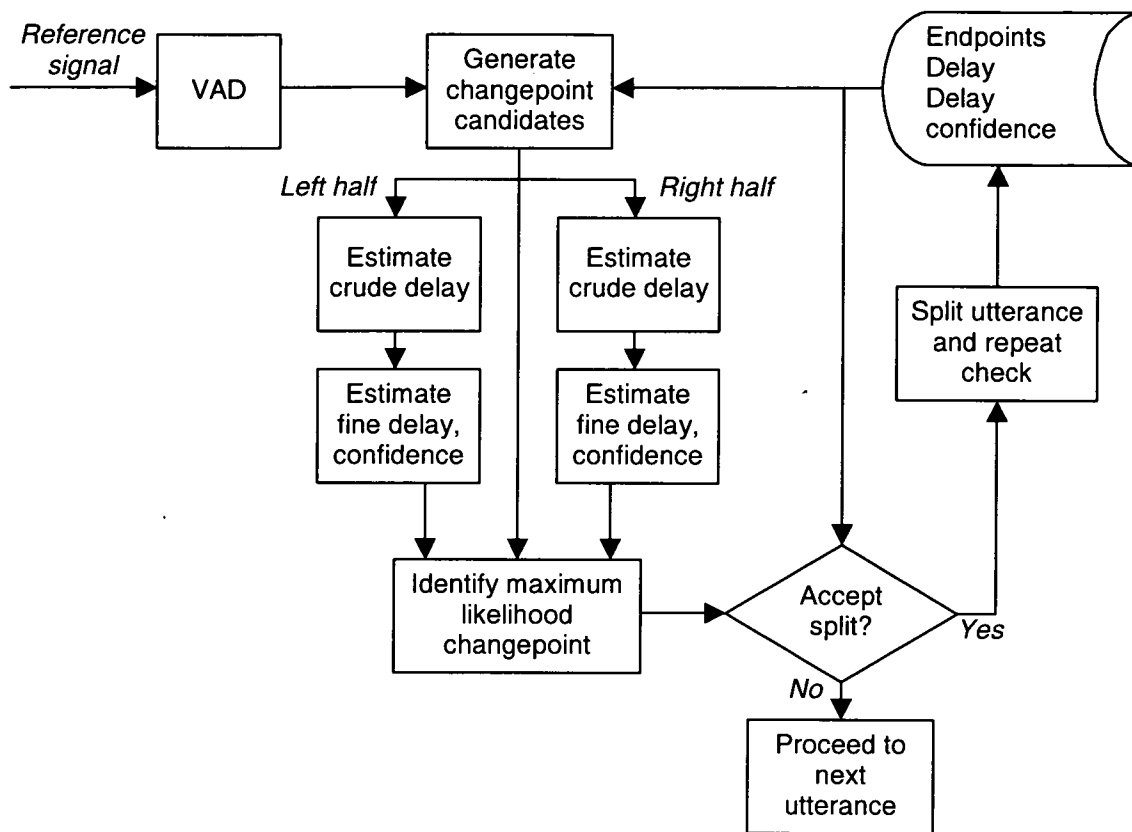 Reference
signal
VAD
Generate
changepoint
candidates
Endpoints
Delay
Delay
confidence
Left half
Right half
Estimate
crude delay
Estimate
crude delay
Split utterance
and repeat
check
Estimate
fine delay,
confidence
Estimate
fine delay,
confidence
Identify maximum
likelihood
changepoint
Accept
split?
Yes
No
Proceed to
next
utterance